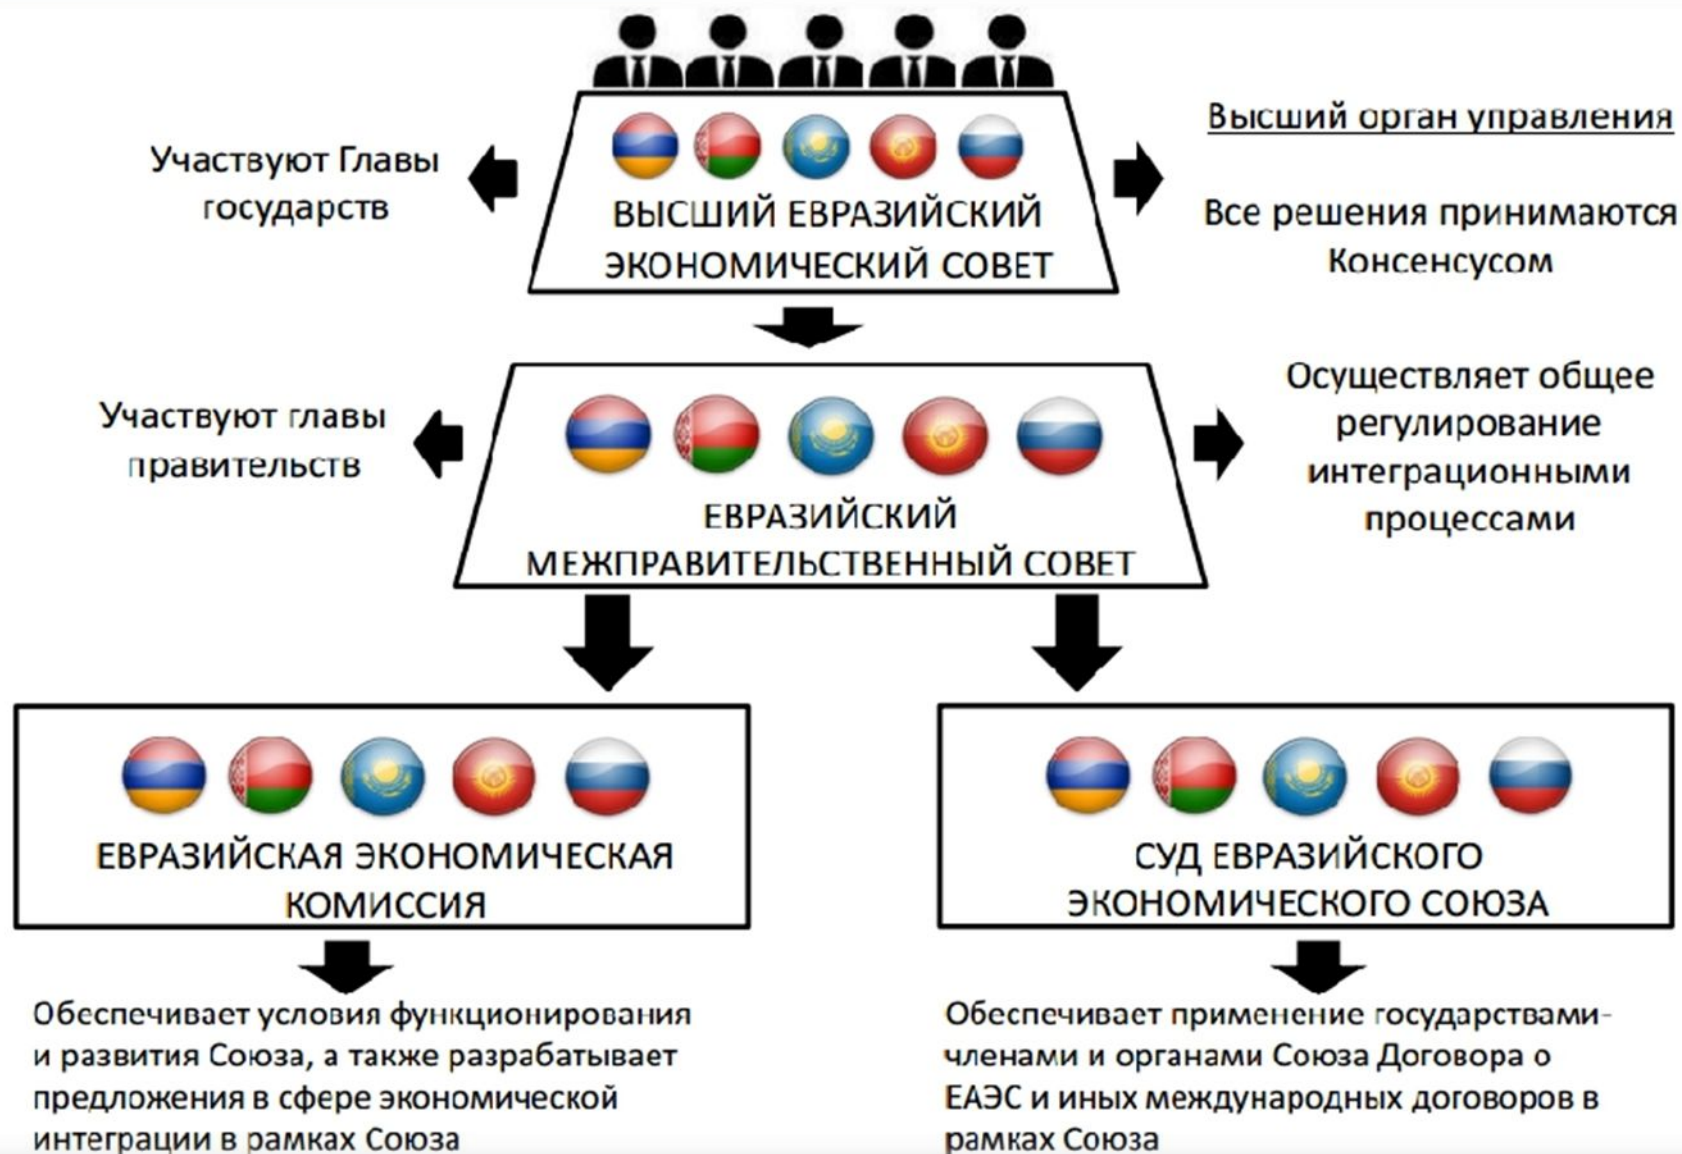 Участвуют Главы
государств
ВЫСШИЙ ЕВРАЗИЙСКИЙ
ЭКОНОМИЧЕСКИЙ СОВЕТ
Высший орган управления
Все решения принимаются
Консенсусом
Участвуют главы
правительств
ЕВРАЗИЙСКИЙ
МЕЖПРАВИТЕЛЬСТВЕННЫЙ СОВЕТ
Осуществляет общее
регулирование
интеграционными
процессами
ЕВРАЗИЙСКАЯ ЭКОНОМИЧЕСКАЯ
КОМИССИЯ
Обеспечивает условия функционирования
и развития Союза, а также разрабатывает
предложения в сфере экономической
интеграции в рамках Союза
СУД ЕВРАЗИЙСКОГО
ЭКОНОМИЧЕСКОГО СОЮЗА
Обеспечивает применение государствами-
членами и органами Союза Договора о
ЕАЭС и иных международных договоров в
рамках Союза